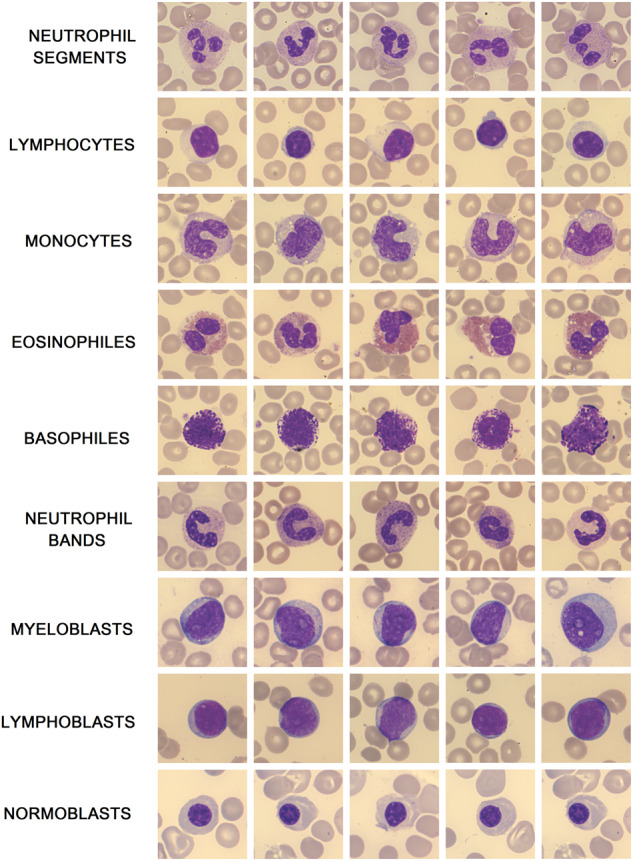 NEUTROPHIL
SEGMENTS
LYMPHOCYTES
MONOCYTES
EOSINOPHILES
BASOPHILES
NEUTROPHIL
BANDS
MYELOBLASTS
LYMPHOBLASTS
NORMOBLASTS